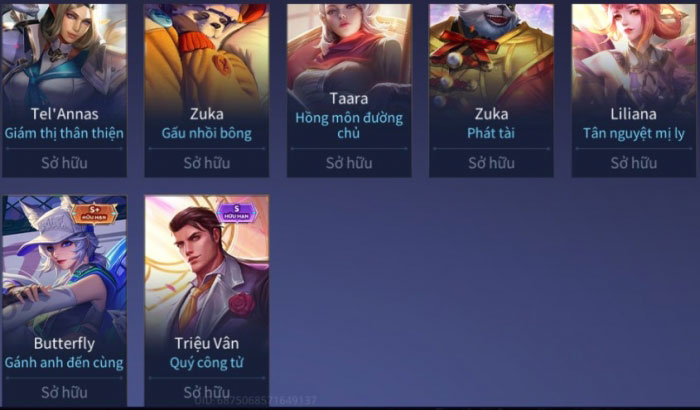 Tel'Annas
Giám thị thân thiện
Sở hữu
Zuka
Gấu nhồi bông
Sở hữu
Taara
Hồng môn đường
chủ
Sở hữu
Zuka
Phát tài
Sở hữu
Liliana
Tân nguyệt mị ly
Sở hữu
S+
HỮU HẠN
Butterfly
Gánh anh đến cùng
Sở hữu
S
HỮU HẠN
Triệu Vân
Quý công tử
Sở hữu
UID: 6875068571649137